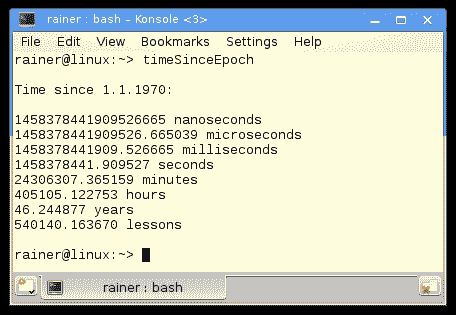 rainer : bash – Konsole <3>
File Edit View Bookmarks Settings Help
rainer@linux:~> timeSinceEpoch
Time since 1.1.1970:
1458378441909526665 nanoseconds
1458378441909526.665039 microseconds
1458378441909.526665 milliseconds
1458378441.909527 seconds
24306307.365159 minutes
405105.122753 hours
46.244877 years
540140.163670 lessons
rainer@linux:~>
rainer : bash